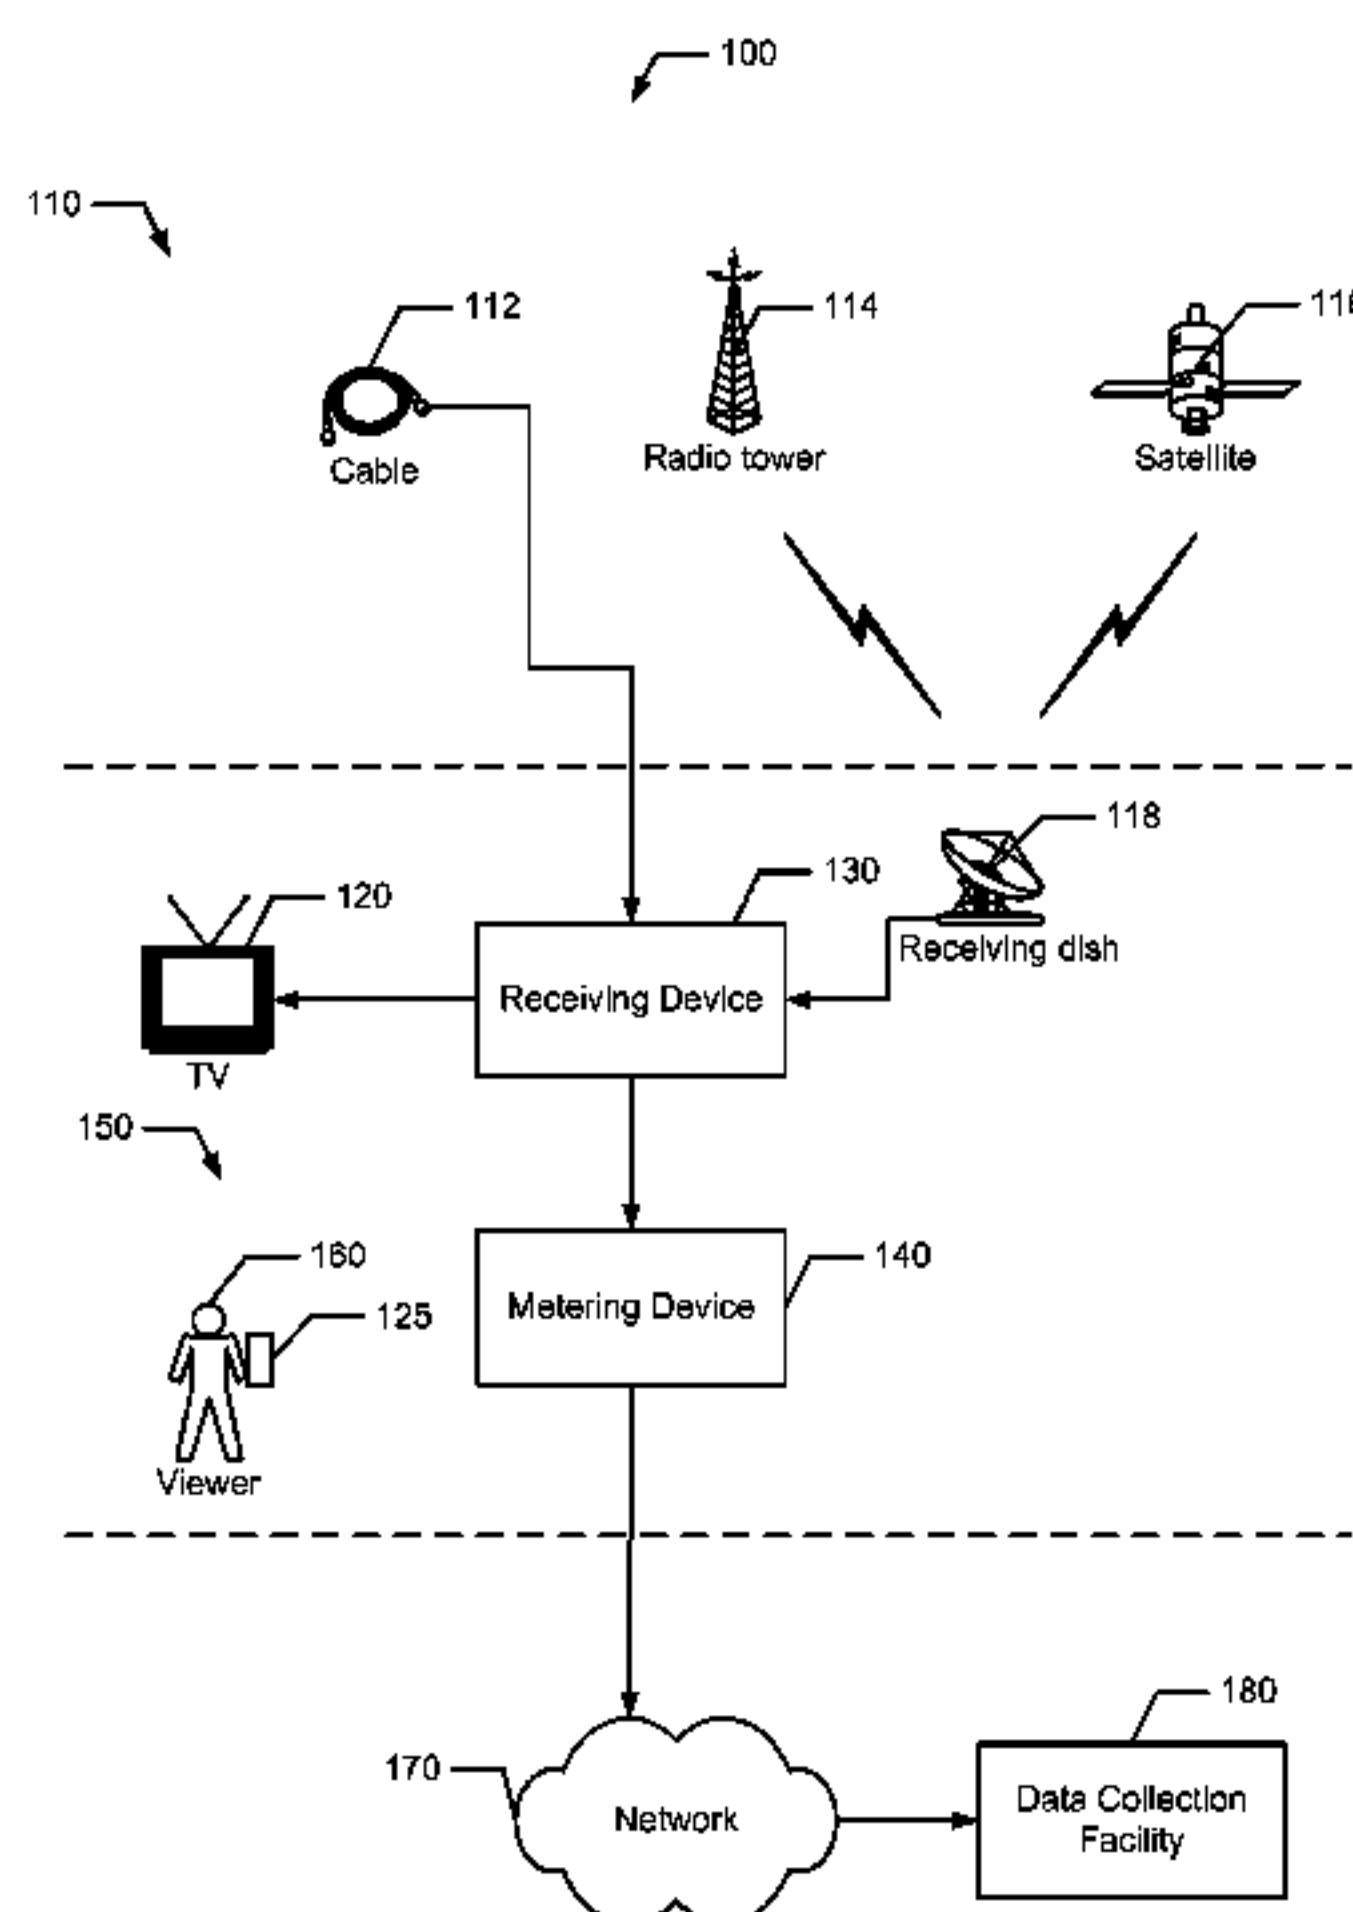 100
110
112
114
Cable
Radio tower
Satellite
118
130
120
Receiving dish
Receiving Device
TV
150
160
140
125
Metering Device
Viewer
180
170
Data Collection
Facility
Network